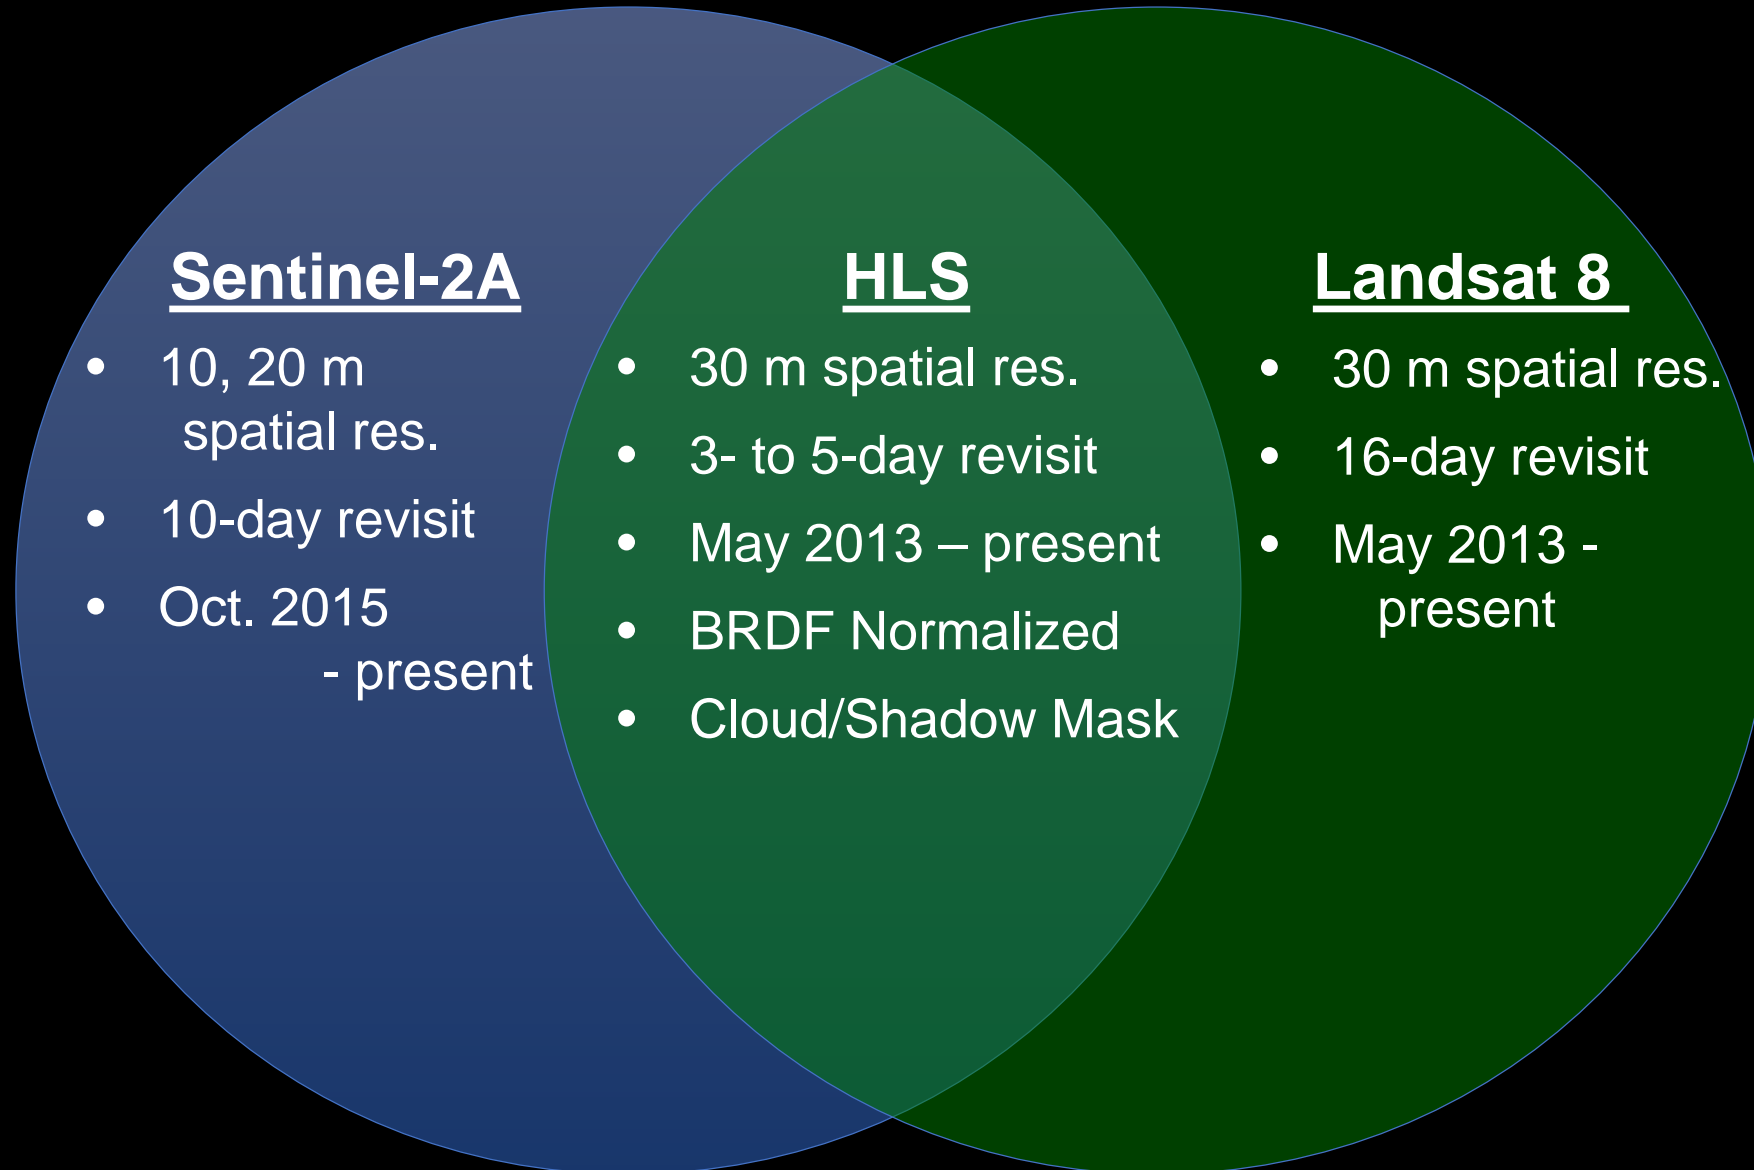 Sentinel-2A
• 10, 20 m
spatial res.
• 10-day revisit
• Oct. 2015
- present
HLS
• 30 m spatial res.
• 3- to 5-day revisit
• May 2013 – present
• BRDF Normalized
• Cloud/Shadow Mask
Landsat 8
• 30 m spatial res.
• 16-day revisit
• May 2013 -
present